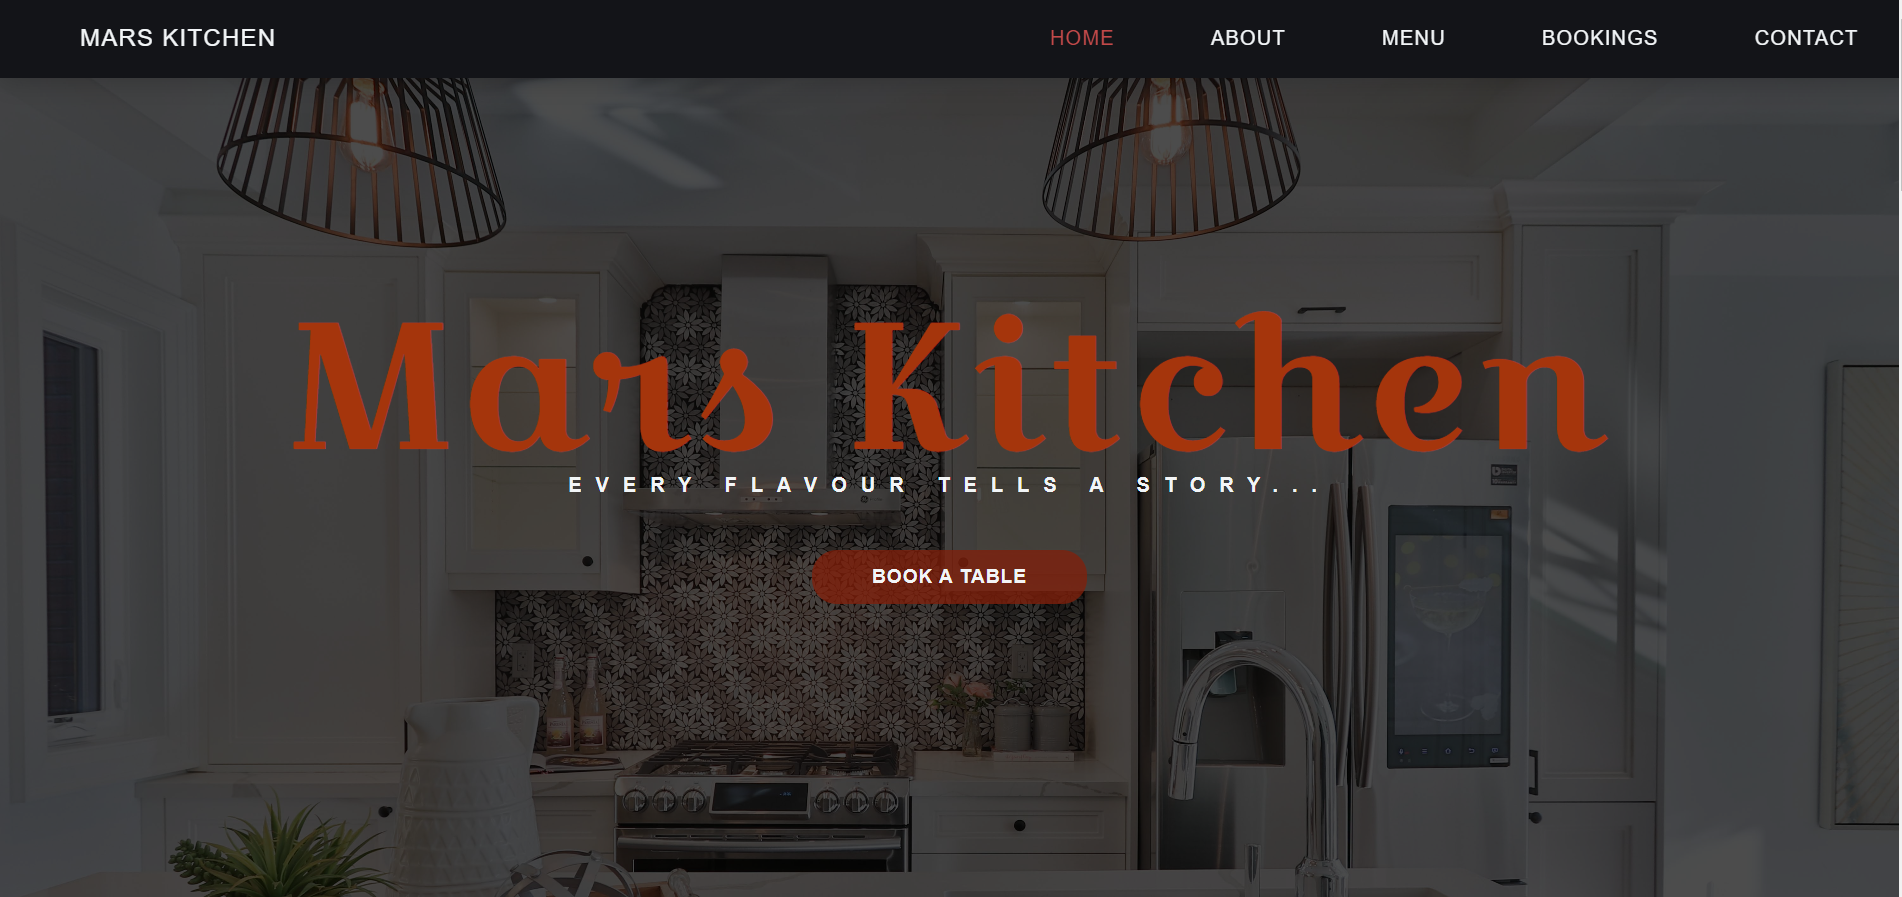 MARS KITCHEN HOME ABOUT MENU BOOKINGS CONTACT
Mars Kitchen
EVERY FLAVOUR TELLS A STORY...
BOOK A TABLE